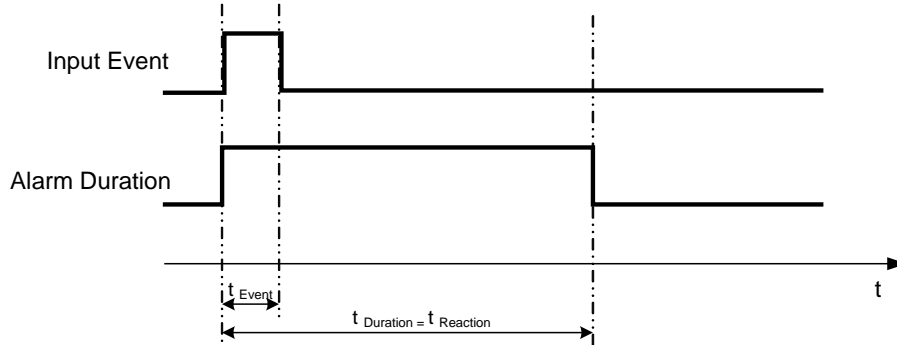 Input Event
Alarm Duration
t
t Event
t Duration = t Reaction